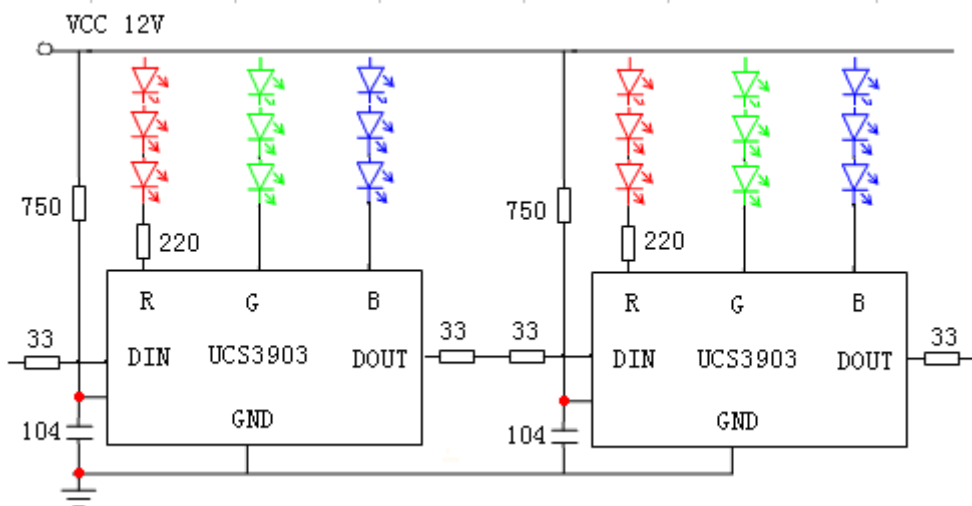 VCC 12V
750
220
R G B
33
DIN UCS3903 DOUT
GND
104
33 33
750
220
R G B
DIN UCS3903 DOUT
GND
104
33